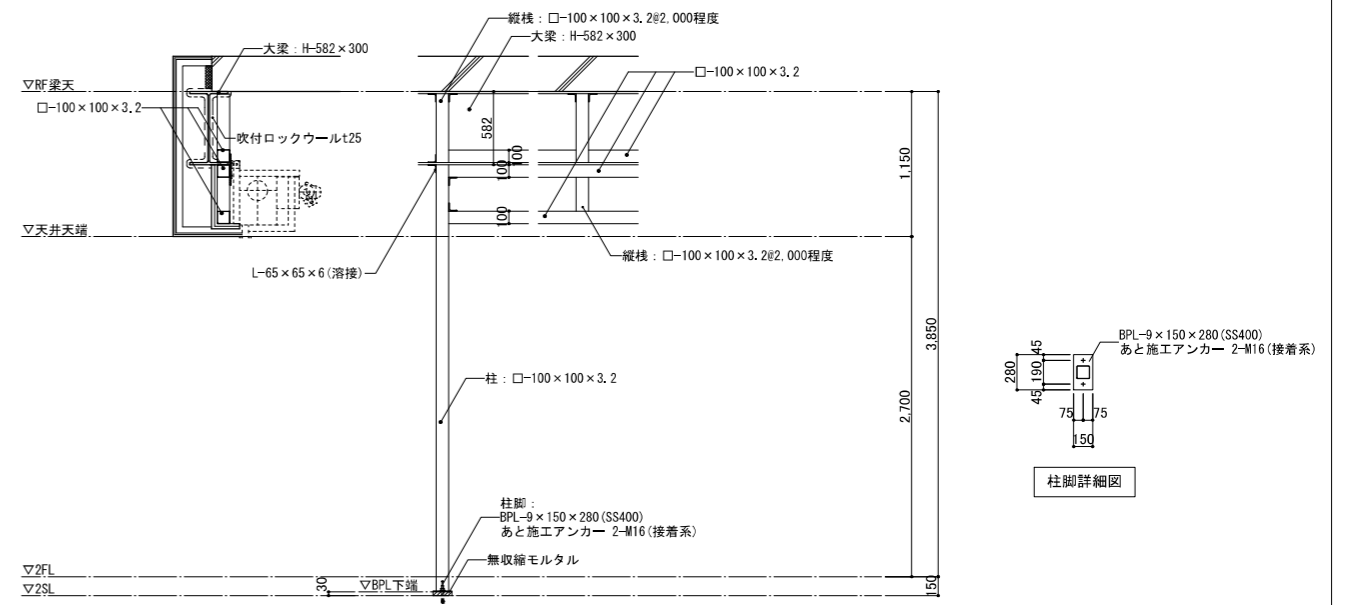 縦桟：□-100×100×3.2@2,000程度
大梁：H-582×300
大梁：H-582×300
□-100×100×3.2
▽RF梁天
□-100×100×3.2
吹付ロックウールt25
582
100
100
100
1,150
▽天井天端
縦桟：□-100×100×3.2@2,000程度
L-65×65×6(溶接)
3,850
BPL-9×150×280(SS400)
あと施工アンカー 2-M16(接着系)
柱：□-100×100×3.2
2,700
280
45
190
45
75
75
150
柱脚詳細図
柱脚：
BPL-9×150×280(SS400)
あと施工アンカー 2-M16(接着系)
無収縮モルタル
▽2FL
▽BPL下端
▽2SL
30
150